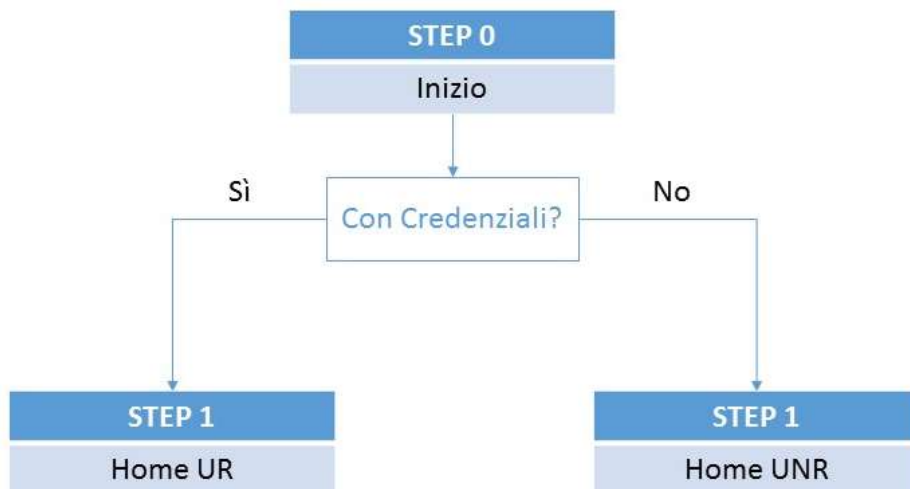 STEP 0
Inizio
Sì
Con Credenziali?
No
STEP 1
Home UR
STEP 1
Home UNR